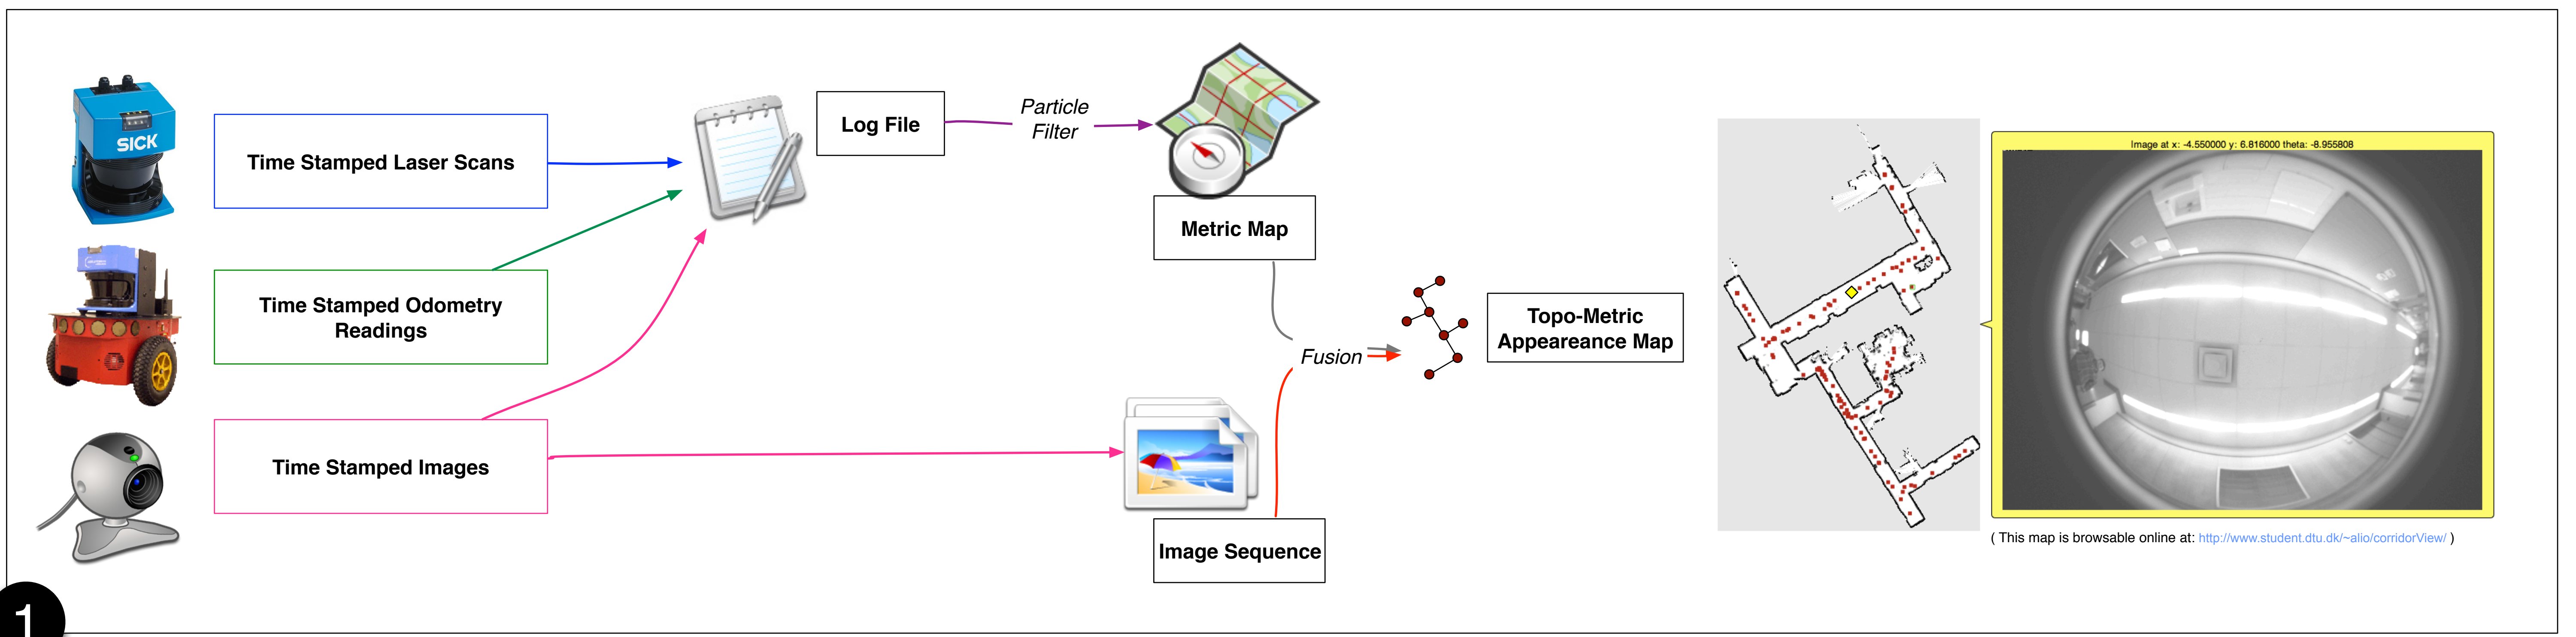 SICK
Time Stamped Laser Scans
Time Stamped Odometry
Readings
Time Stamped Images
Log File
Particle
Filter
Metric Map
Image Sequence
Fusion
Topo-Metric
Appeareance Map
Image at x: -4.550000 y: 6.816000 theta: -8.955808
( This map is browsable online at: http://www.student.dtu.dk/~alio/corridorView/ )
1